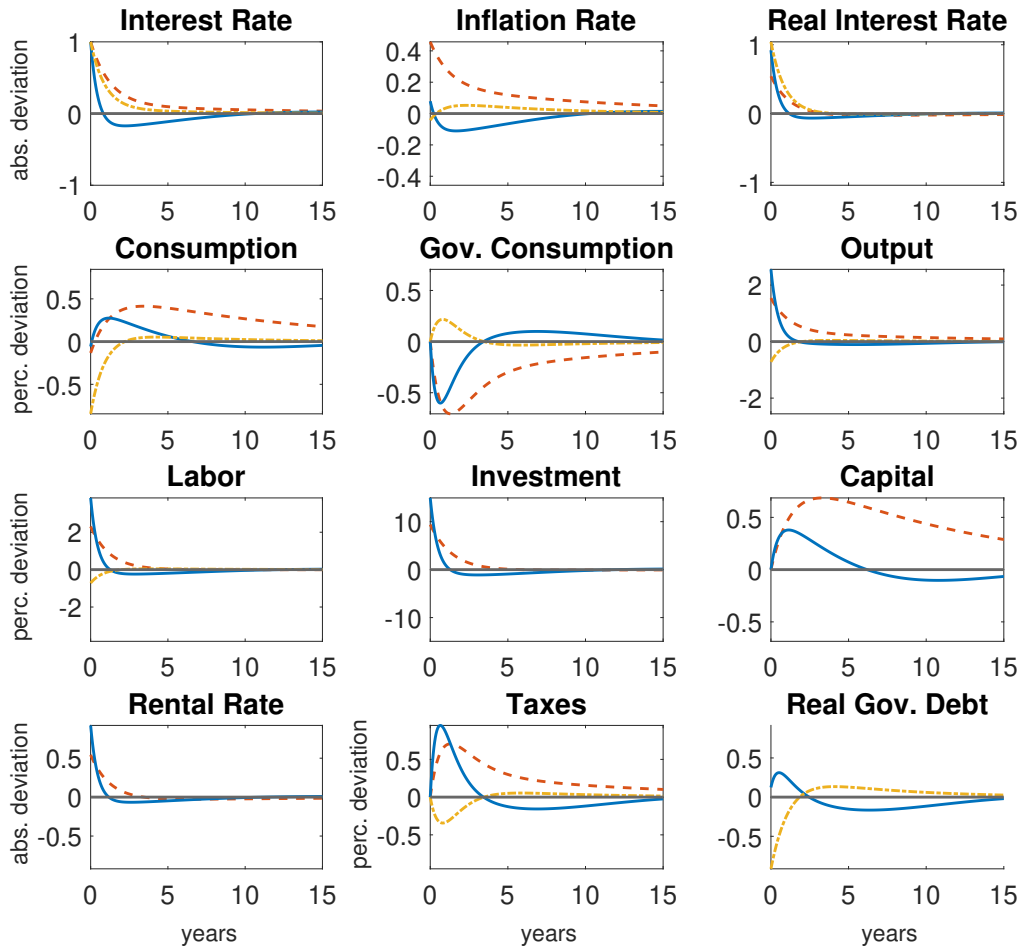 Interest Rate
Inflation Rate
Real Interest Rate
abs. deviation
1
0
-1
0 5 10 15
0.4
0.2
0
-0.2
-0.4
0 5 10 15
1
0
-1
0 5 10 15
Consumption
Gov. Consumption
Output
perc. deviation
0.5
0
-0.5
0 5 10 15
0.5
0
-0.5
0 5 10 15
2
0
-2
0 5 10 15
Labor
Investment
Capital
perc. deviation
2
0
-2
0 5 10 15
10
0
-10
0 5 10 15
0.5
0
-0.5
0 5 10 15
Rental Rate
Taxes
Real Gov. Debt
abs. deviation
0.5
0
-0.5
0 5 10 15
years
perc. deviation
0.5
0
-0.5
0 5 10 15
years
0.5
0
-0.5
0 5 10 15
years